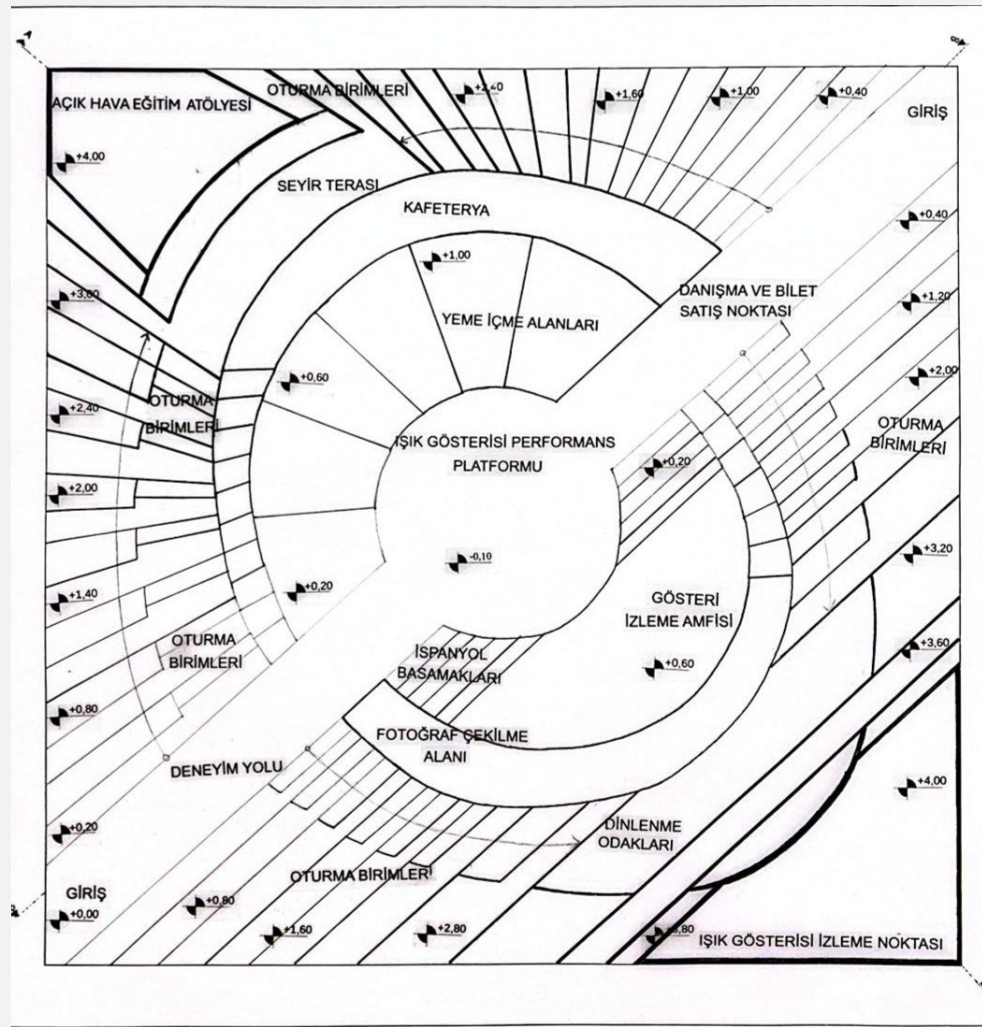 A
B
OTURMA BİRİMLERİ
+2,40
+1,60
+1,00
+0,40
AÇIK HAVA EĞİTİM ATÖLYESİ
GİRİŞ
+4,00
SEYİR TERASI
KAFETERYA
+0,40
+1,00
+3,00
DANIŞMA VE BİLET
SATIŞ NOKTASI
+1,20
YEME İÇME ALANLARI
+0,60
+2,00
OTURMA
BİRİMLERİ
+2,40
OTURMA
BİRİMLERİ
IŞIK GÖSTERİSİ PERFORMANS
PLATFORMU
+0,20
+2,00
-0,10
+3,20
+1,40
+0,20
GÖSTERİ
İZLEME AMFİSİ
OTURMA
BİRİMLERİ
İSPANYOL
BASAMAKLARI
+0,60
+3,60
+0,80
FOTOĞRAF ÇEKİLME
ALANI
DENEYİM YOLU
+4,00
+0,20
DİNLENME
ODAKLARI
OTURMA BİRİMLERİ
GİRİŞ
+0,00
+0,80
+1,60
+2,80
+3,80
IŞIK GÖSTERİSİ İZLEME NOKTASI